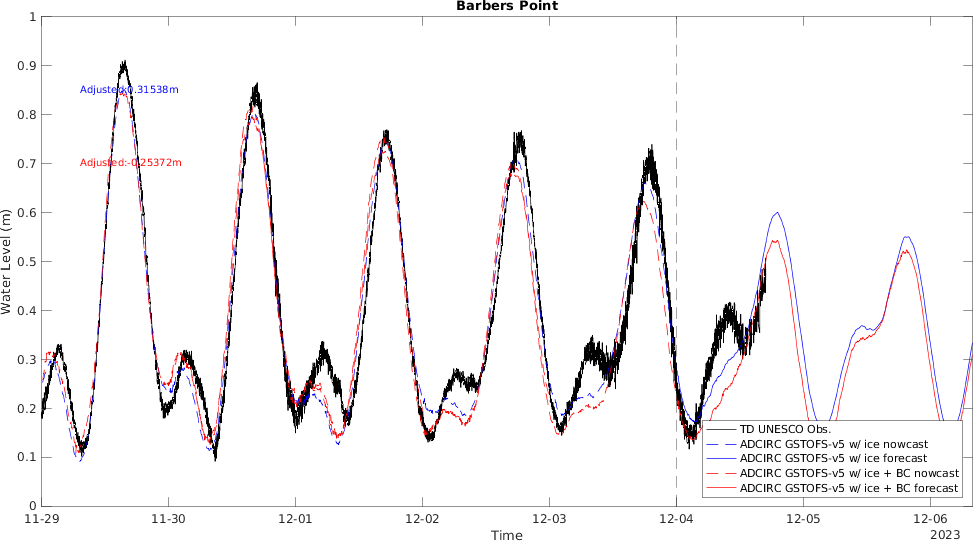 Barbers Point
1
0.9
0.8
0.7
0.6
0.5
0.4
0.3
0.2
0.1
0
Water Level (m)
Adjusted:0.31538m
Adjusted:-0.25372m
TD UNESCO Obs.
ADCIRC GSTOFS-v5 w/ ice nowcast
ADCIRC GSTOFS-v5 w/ ice forecast
ADCIRC GSTOFS-v5 w/ ice + BC nowcast
ADCIRC GSTOFS-v5 w/ ice + BC forecast
11-29 11-30 12-01 12-02 12-03 12-04 12-05 12-06
Time
2023